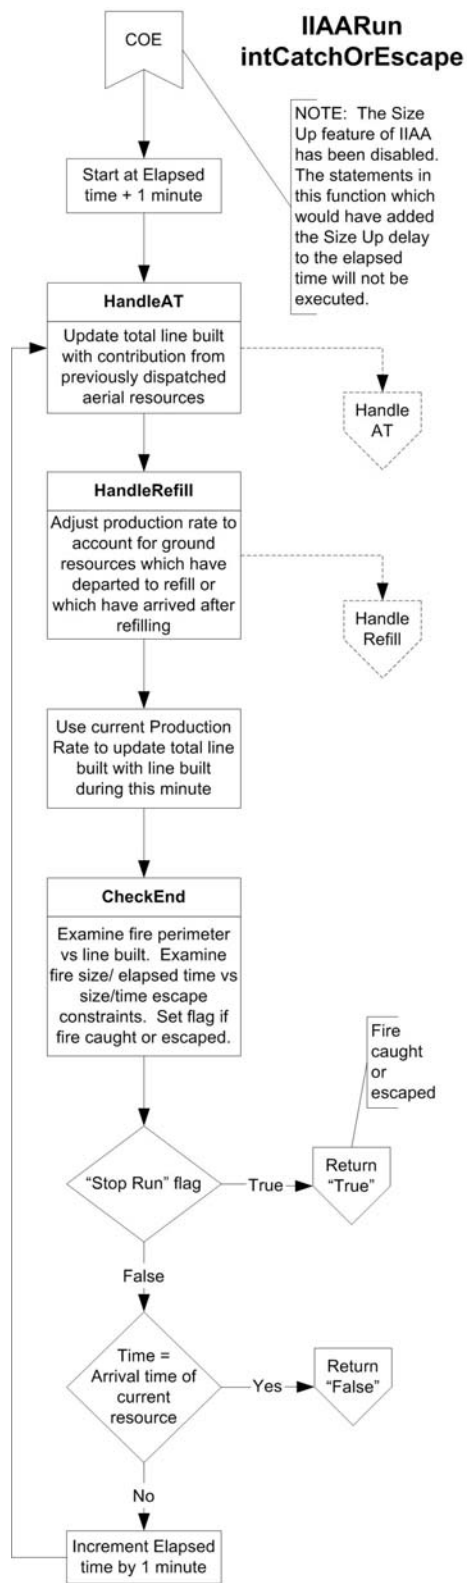 IIAARun
intCatchOrEscape
COE
NOTE: The Size
Up feature of IIAA
has been disabled.
The statements in
this function which
would have added
the Size Up delay
to the elapsed
time will not be
executed.
Start at Elapsed
time + 1 minute
HandleAT
Update total line
built with
contribution from
previously dispatched
aerial resources
Handle
AT
HandleRefill
Adjust production rate to
account for ground
resources which have
departed to refill or
which have arrived after
refilling
Handle
Refill
Use current Production
Rate to update total line
built with line built
during this minute
CheckEnd
Examine fire perimeter
vs line built. Examine
fire size/ elapsed time vs
size/time escape
constraints. Set flag if
fire caught or escaped.
Fire
caught
or
escaped
“Stop Run” flag
True
Return
“True”
False
Time =
Arrival time of
current
resource
Yes
Return
“False”
No
Increment Elapsed
time by 1 minute